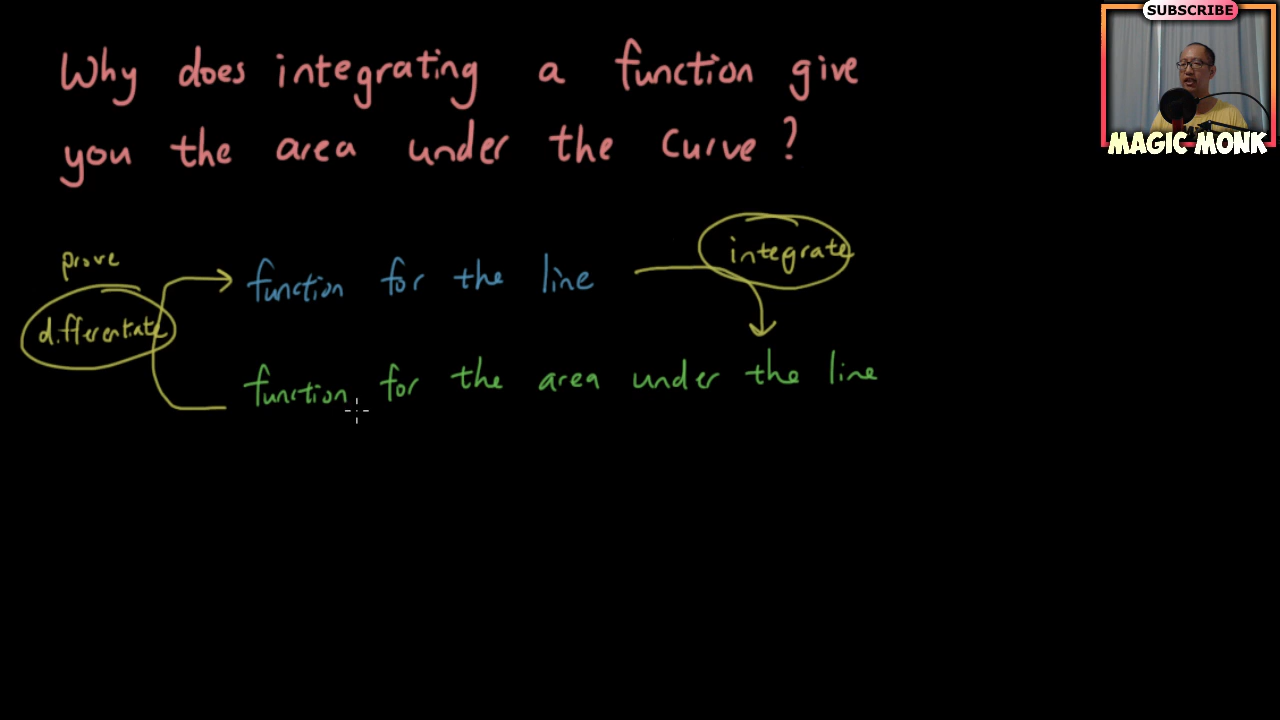 SUBSCRIBE
MAGIC MONK
Why does integrating a function give
you the area under the curve?
prove
differentiate
function for the line
integrate
function for the area under the line